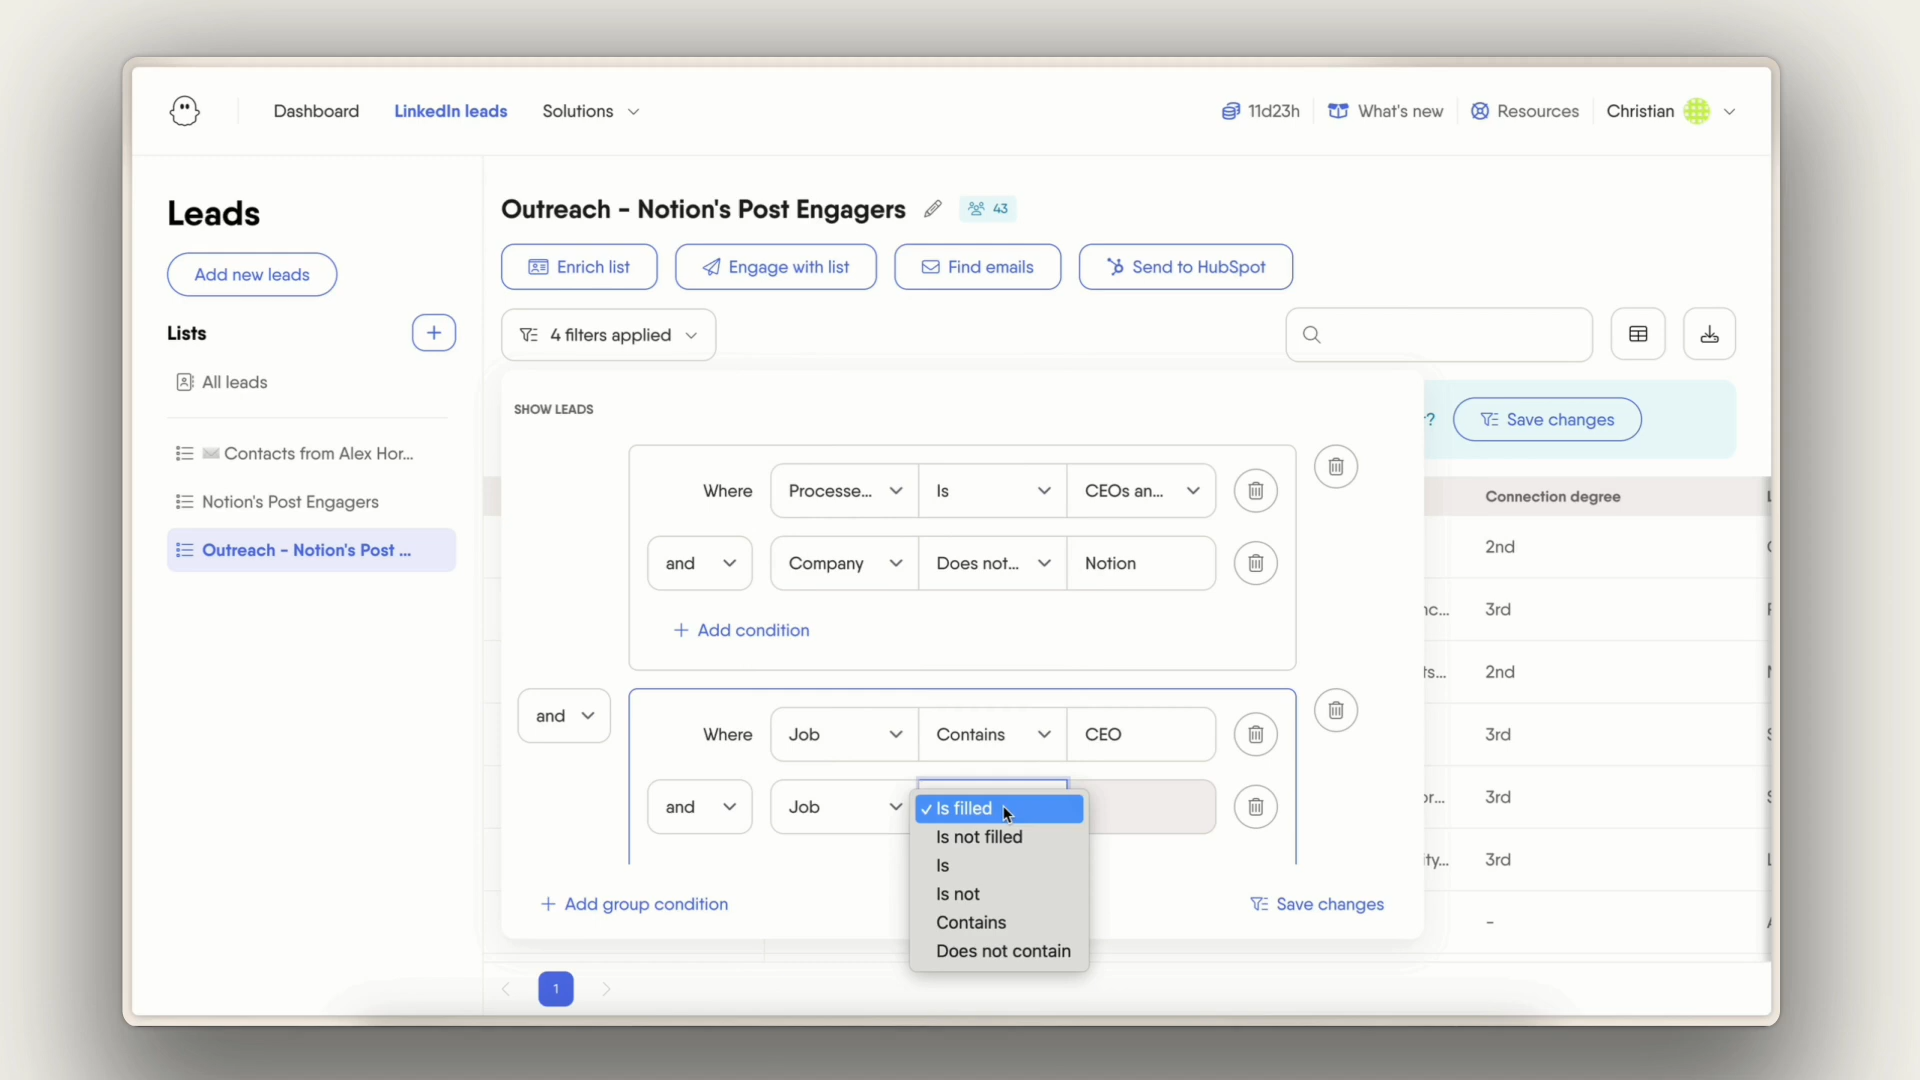 Dashboard
LinkedIn leads
Solutions
11d23h
What's new
Resources
Christian
Leads
Add new leads
Lists
All leads
Contacts from Alex Hor...
Notion's Post Engagers
Outreach - Notion's Post ...
Outreach - Notion's Post Engagers
43
Enrich list
Engage with list
Find emails
Send to HubSpot
4 filters applied
SHOW LEADS
?
Save changes
Where
Processe...
Is
CEOs an...
and
Company
Does not...
Notion
+ Add condition
and
Where
Job
Contains
CEO
and
Job
✓ Is filled
Is not filled
Is
Is not
Contains
Does not contain
+ Add group condition
Save changes
Connection degree
2nd
3rd
2nd
3rd
3rd
3rd
-
1